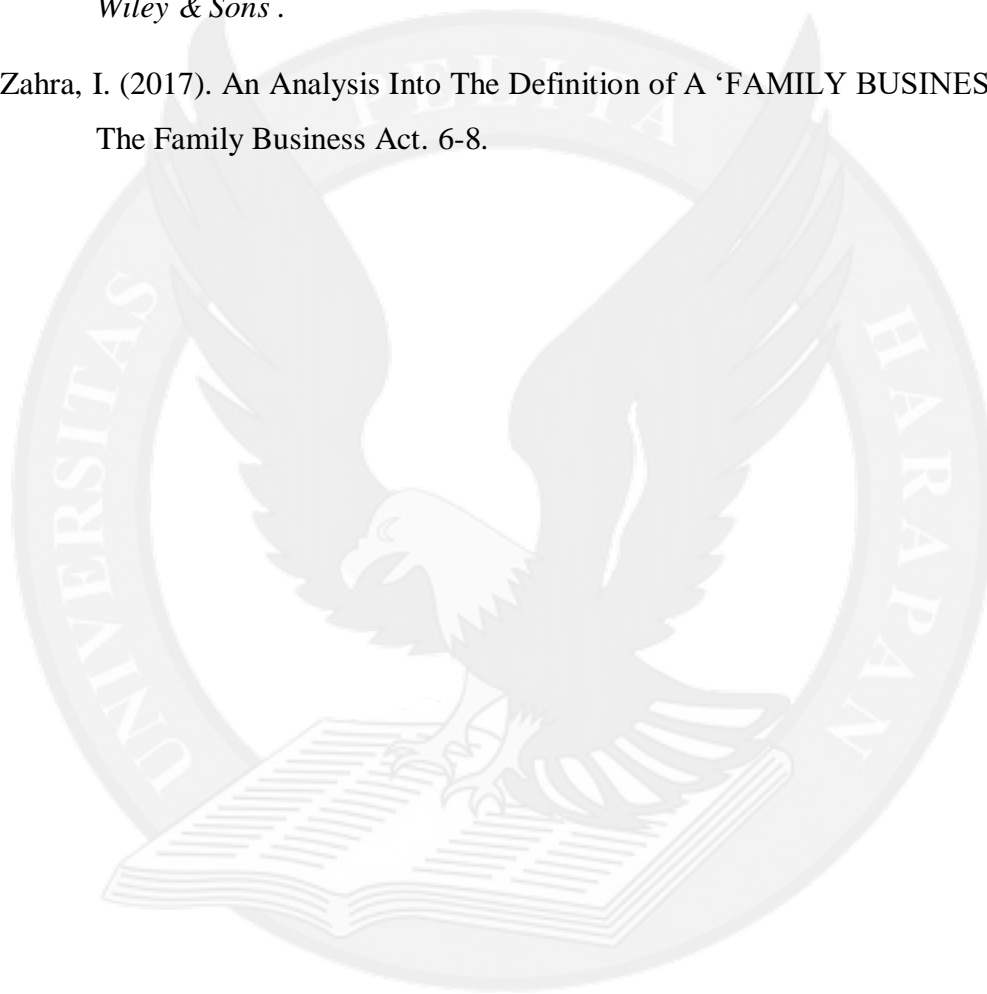 Wiley & Sons .
Zahra, I. (2017). An Analysis Into The Definition of A ‘FAMILY BUSINES
The Family Business Act. 6-8.
UNIVERSITAS PELITA HARAPAN